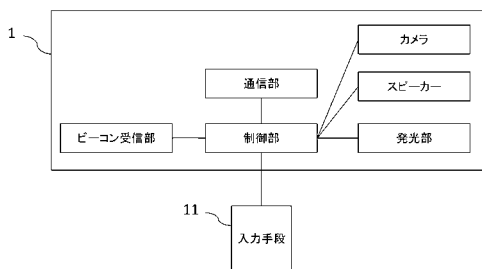 1
カメラ
通信部
スピーカー
ビーコン受信部
制御部
発光部
11
入力手段